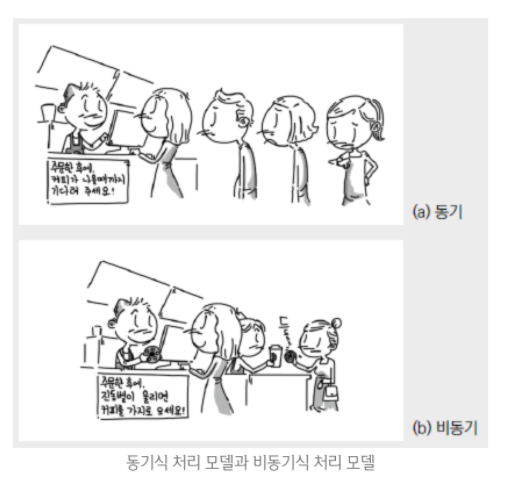 주문한 후에,
커피가 나올때까지
기다려 주세요!
(a) 동기
드르르
주문한 후에,
진동벨이 울리면
커피를 가지러 오세요!
(b) 비동기
동기식 처리 모델과 비동기식 처리 모델